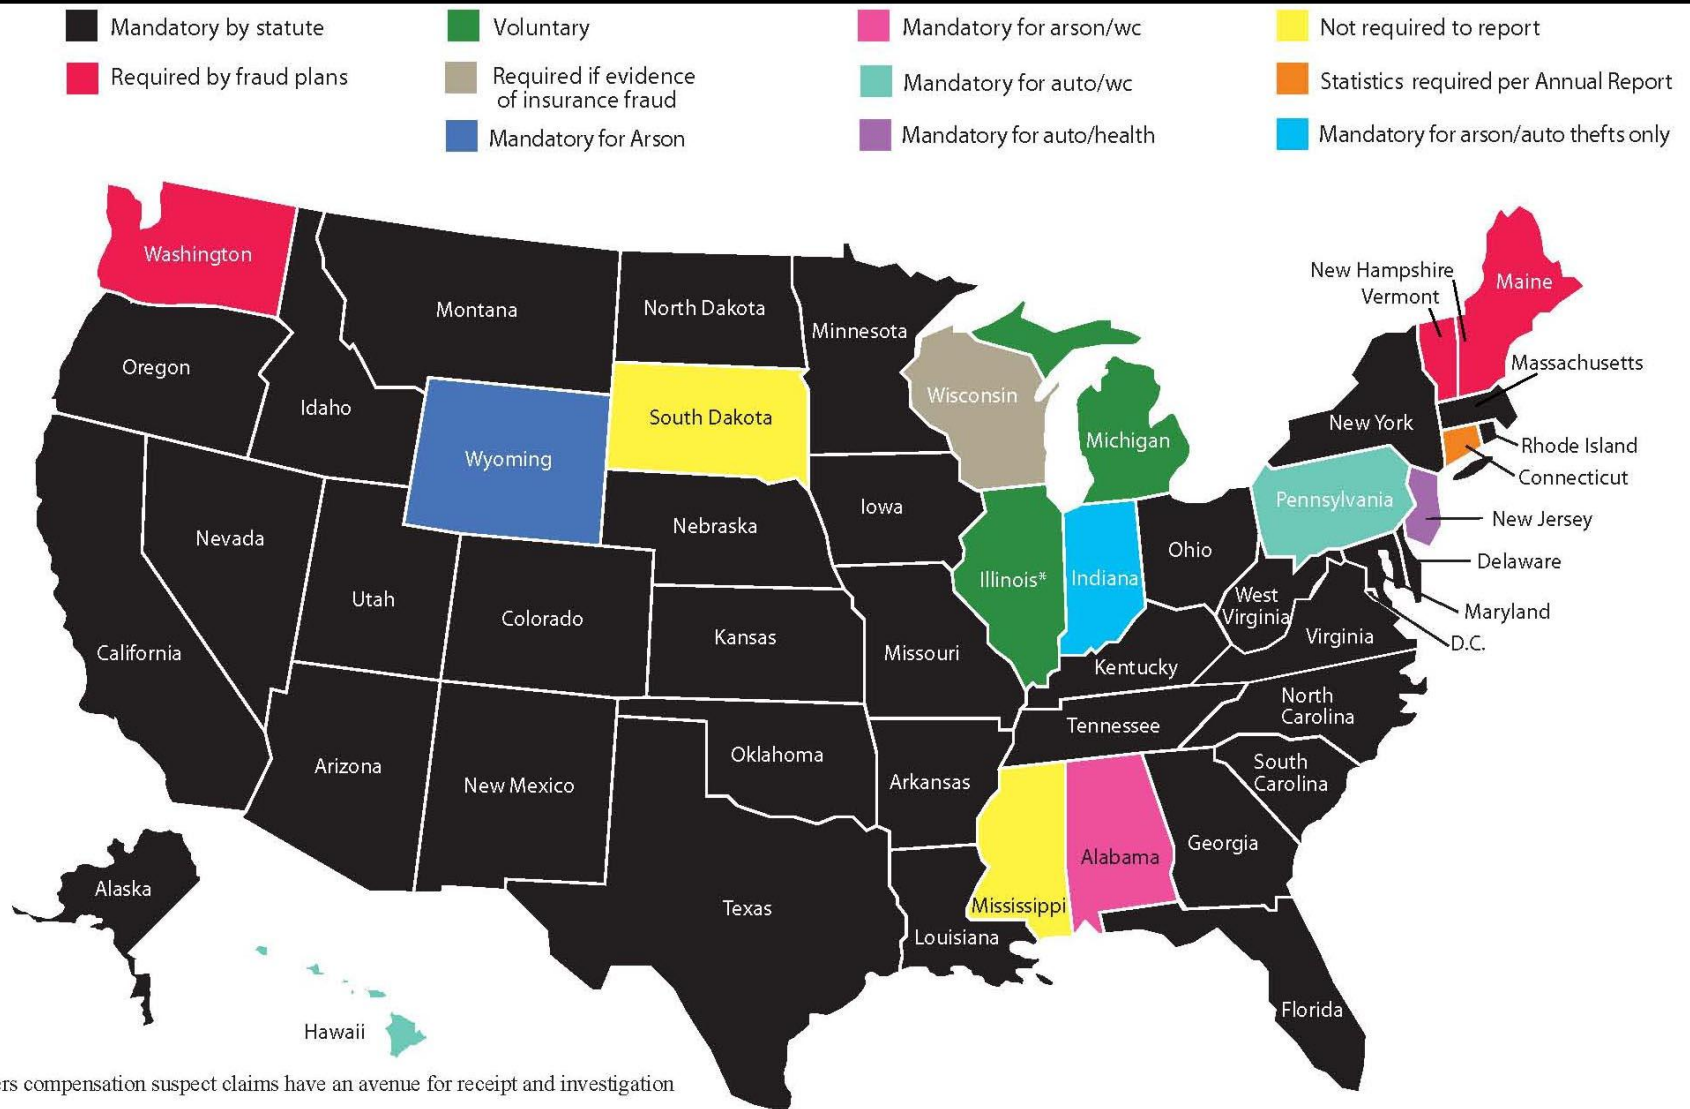 Mandatory by statute
Voluntary
Mandatory for arson/wc
Not required to report
Required by fraud plans
Required if evidence
of insurance fraud
Mandatory for auto/wc
Statistics required per Annual Report
Mandatory for Arson
Mandatory for auto/health
Mandatory for arson/auto thefts only
Washington
Montana
North Dakota
Minnesota
New Hampshire
Vermont
Maine
Oregon
Idaho
Wyoming
South Dakota
Wisconsin
Michigan
New York
Massachusetts
Rhode Island
Connecticut
Nevada
Nebraska
Iowa
Pennsylvania
New Jersey
Utah
Colorado
Illinois*
Indiana
Ohio
Delaware
California
Kansas
Missouri
West
Virginia
Virginia
Maryland
D.C.
Kentucky
Arizona
New Mexico
Oklahoma
Arkansas
Tennessee
North
Carolina
South
Carolina
Alaska
Texas
Louisiana
Mississippi
Alabama
Georgia
Florida
Hawaii
compensation suspect claims have an avenue for receipt and investigation